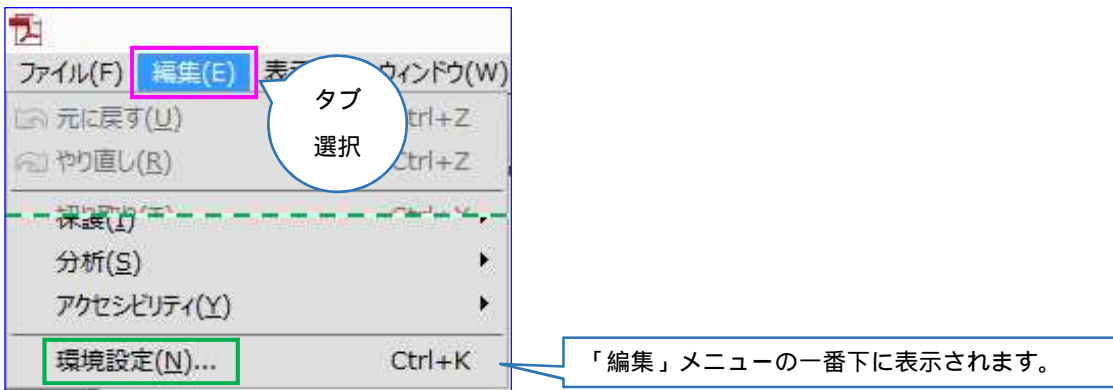 ファイル(F) 編集(E) 表 ウィンドウ(W)
タブ
選択
元に戻す(U) trl+Z
やり直し(R) Ctrl+Z
保護(I)
分析(S)
アクセシビリティ(Y)
環境設定(N)... Ctrl+K
「編集」メニューの一番下に表示されます。